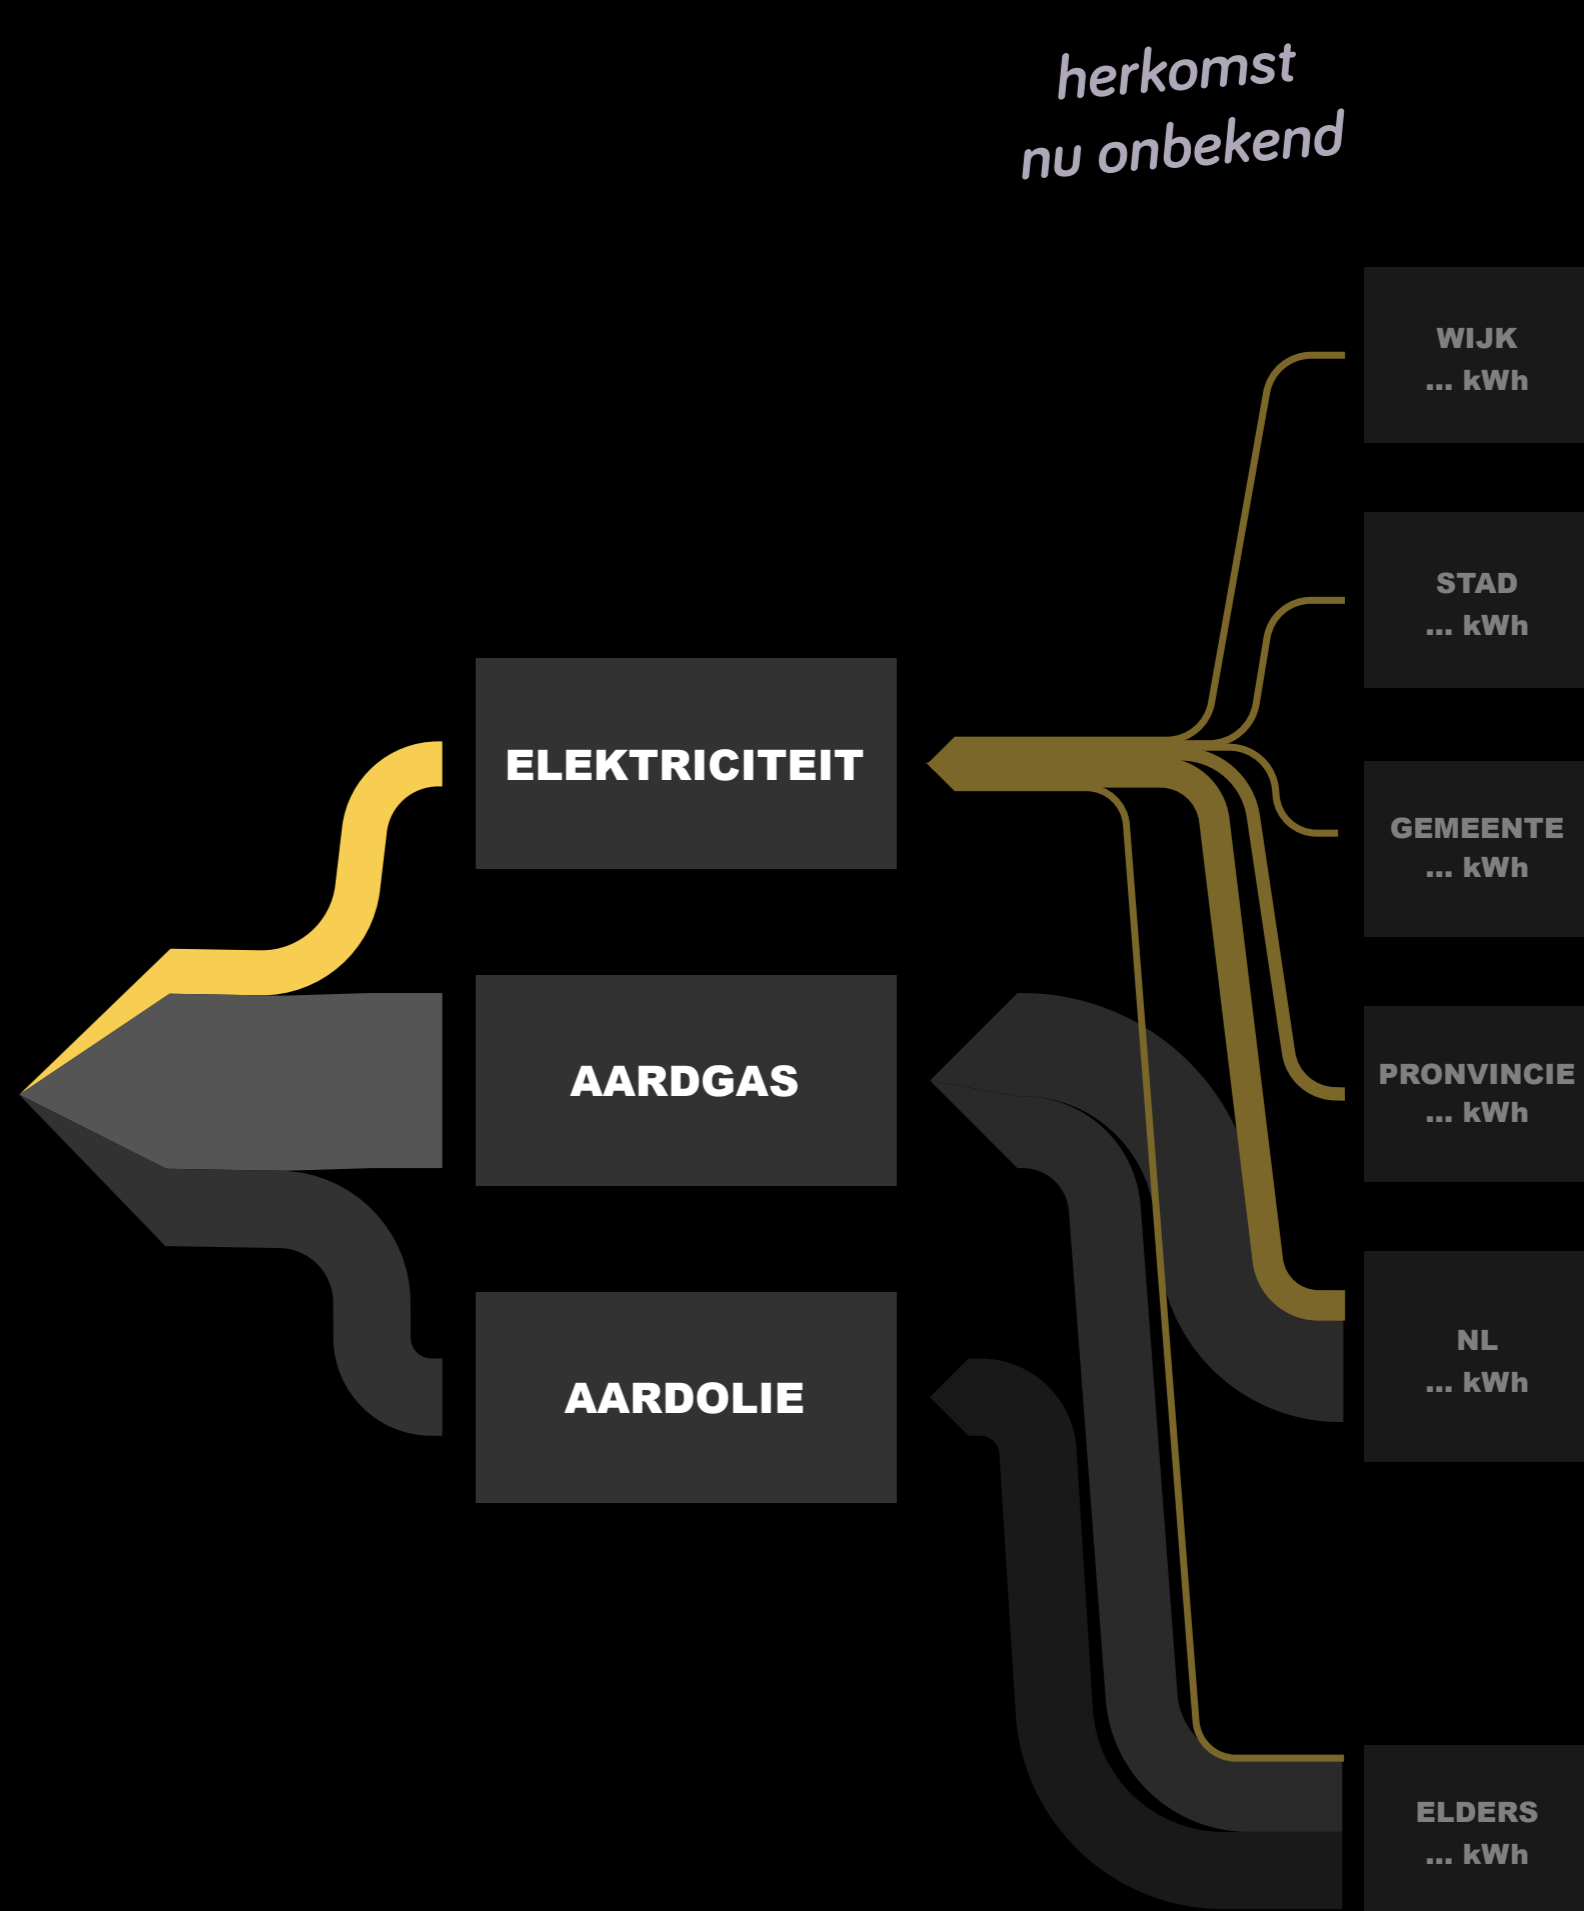 herkomst
nu onbekend
WIJK
... kWh
STAD
... kWh
ELEKTRICITEIT
GEMEENTE
... kWh
AARDGAS
PRONVINCIE
... kWh
NL
... kWh
AARDOLIE
ELDERS
... kWh